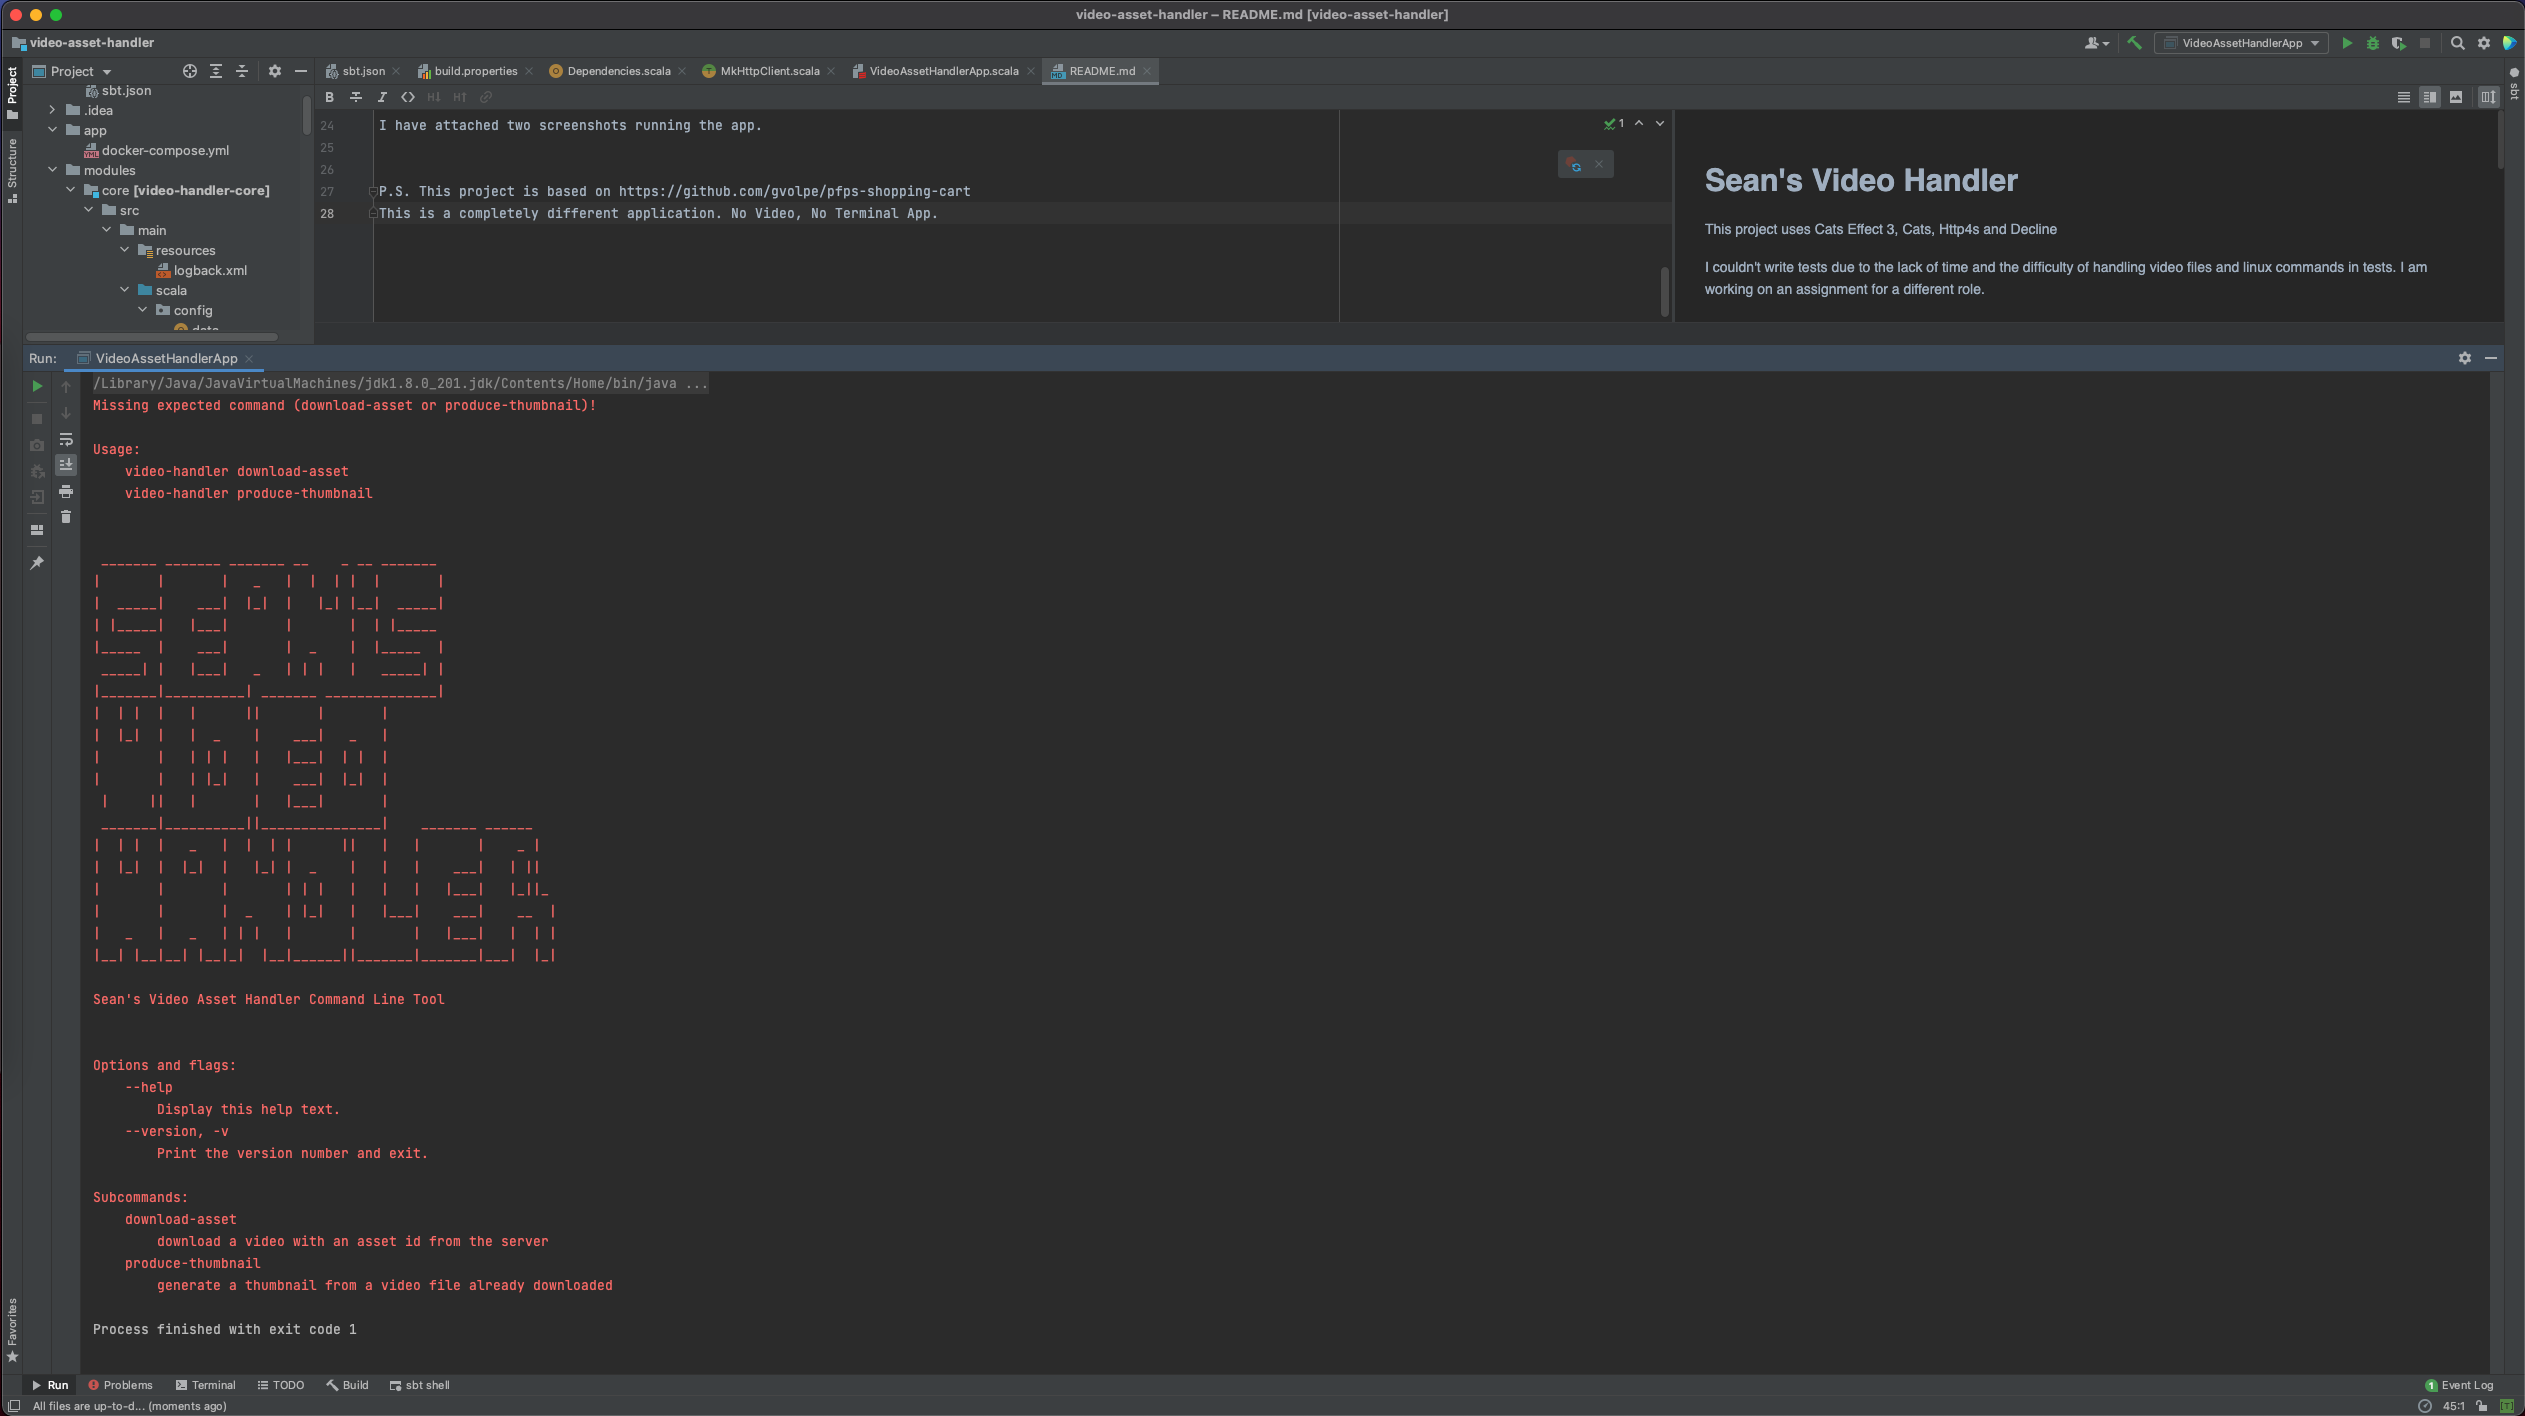 video-asset-handler – README.md [video-asset-handler]
video-asset-handler
VideoAssetHandlerApp
Project
sbt.json
build.properties
Dependencies.scala
MkHttpClient.scala
VideoAssetHandlerApp.scala
README.md
Project
Structure
Favorites
sbt
sbt.json
.idea
app
docker-compose.yml
modules
core [video-handler-core]
src
main
resources
logback.xml
scala
config
data
24 I have attached two screenshots running the app.
25
26
27 P.S. This project is based on https://github.com/gvolpe/pfps-shopping-cart
28 This is a completely different application. No Video, No Terminal App.
1
Sean's Video Handler
This project uses Cats Effect 3, Cats, Http4s and Decline
I couldn't write tests due to the lack of time and the difficulty of handling video files and linux commands in tests. I am
working on an assignment for a different role.
Run: VideoAssetHandlerApp
/Library/Java/JavaVirtualMachines/jdk1.8.0_201.jdk/Contents/Home/bin/java ...
Missing expected command (download-asset or produce-thumbnail)!
Usage:
video-handler download-asset
video-handler produce-thumbnail
SEAN'S
VIDEO
HANDLER
Sean's Video Asset Handler Command Line Tool
Options and flags:
--help
Display this help text.
--version, -v
Print the version number and exit.
Subcommands:
download-asset
download a video with an asset id from the server
produce-thumbnail
generate a thumbnail from a video file already downloaded
Process finished with exit code 1
Run
Problems
Terminal
TODO
Build
sbt shell
1 Event Log
All files are up-to-d... (moments ago)
45:1